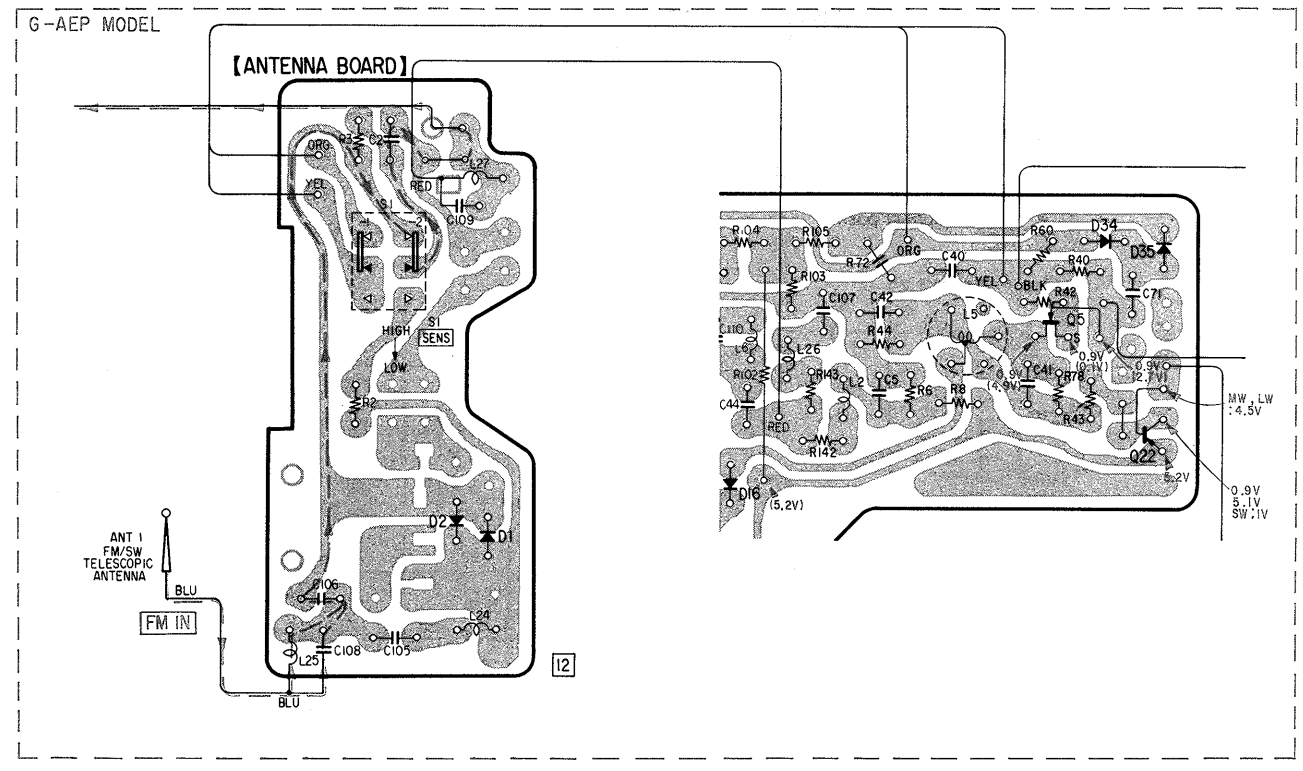 G-AEP MODEL
【ANTENNA BOARD】
ORG
R3
C2
L27
YEL
RED
S1
C109
HIGH
S1
SENS
LOW
R2
D2
D1
ANT 1
FM/SW
TELESCOPIC
ANTENNA
BLU
FM IN
C106
L24
L25
C108
C105
BLU
12
R104
R105
R72
ORG
C40
R60
D34
D35
YEL
BLK
R40
R103
C107
C42
R42
C71
L5
Q5
C110
R44
S
L6
L26
0.9V
(0.1V)
0.9V
(2.7V)
R102
R143
L2
C5
R6
R8
0.9V
(4.9V)
C41
R78
C44
RED
R43
MW, LW
:4.5V
R142
Q22
D16
(5.2V)
5.2V
0.9V
5.1V
SW:1V